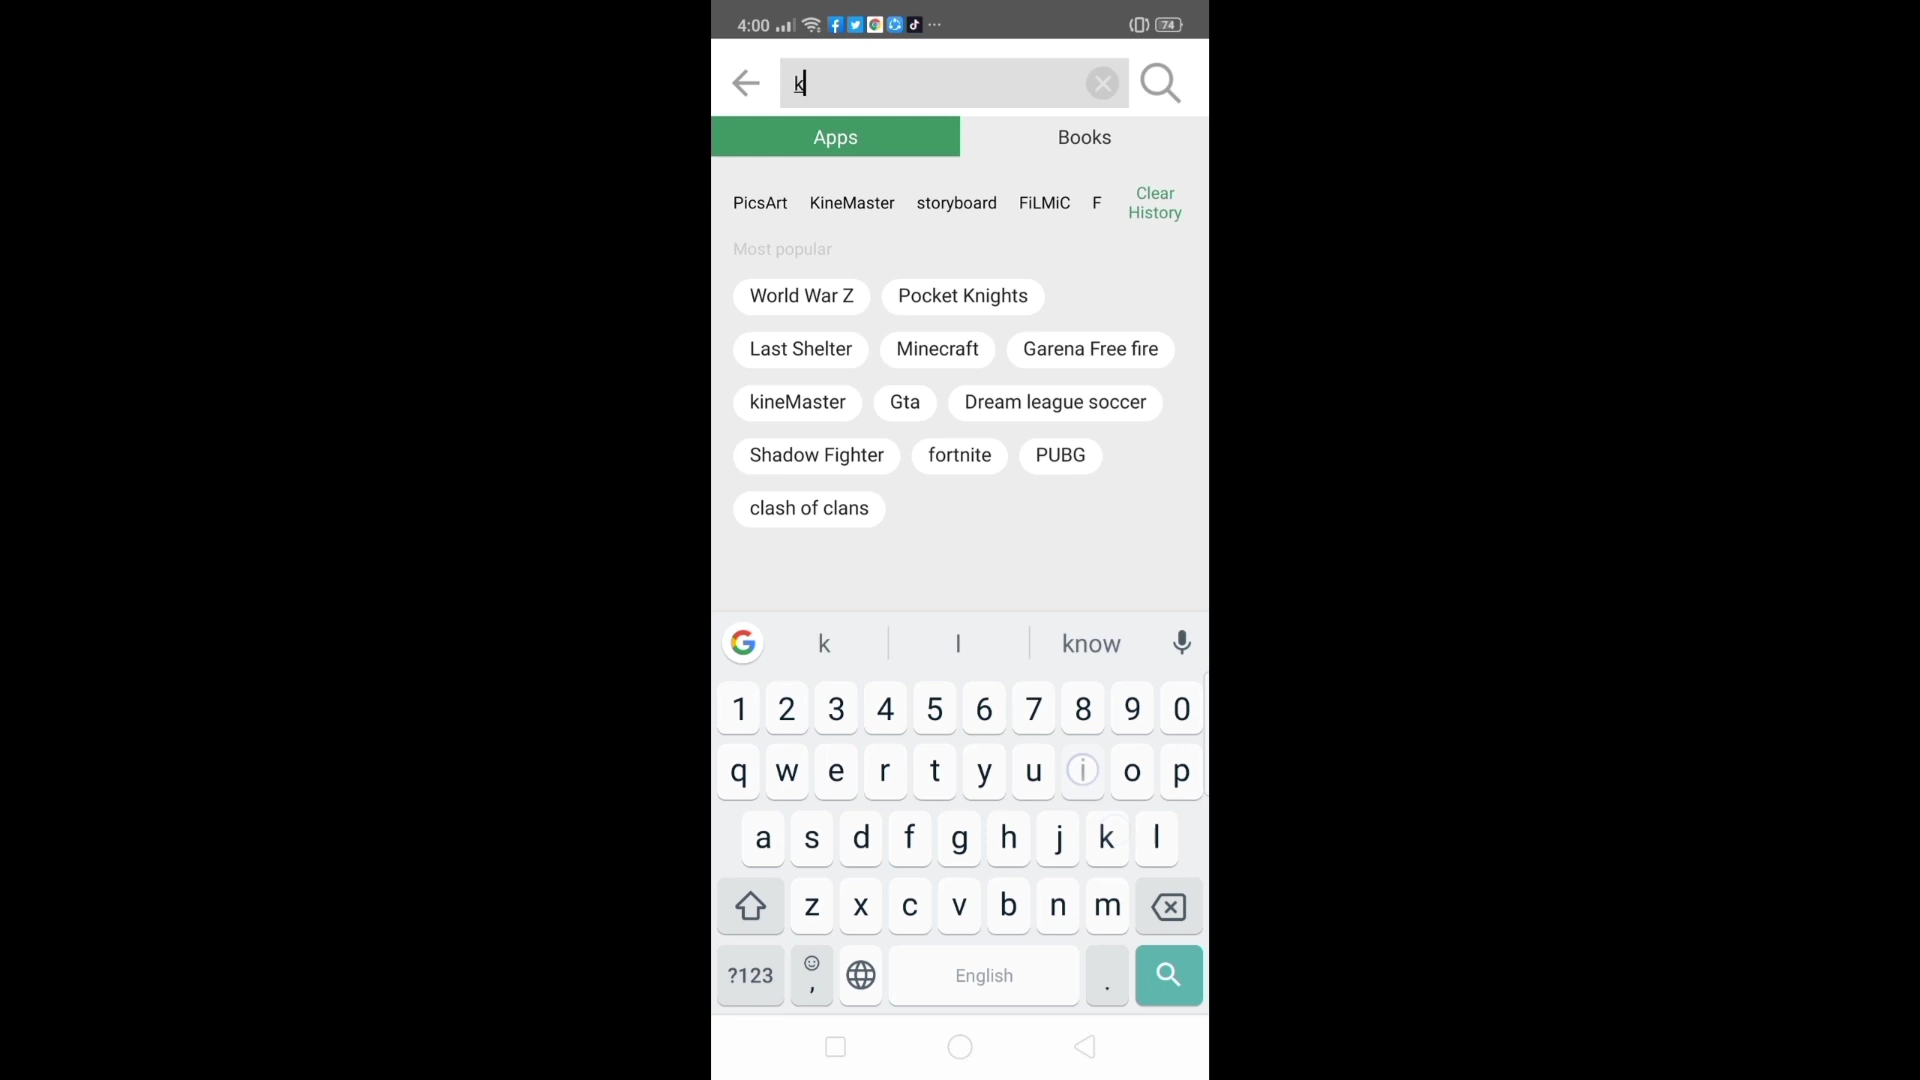 4:00 74
k
Apps Books
PicsArt KineMaster storyboard FiLMiC F Clear History
Most popular
World War Z Pocket Knights
Last Shelter Minecraft Garena Free fire
kineMaster Gta Dream league soccer
Shadow Fighter fortnite PUBG
clash of clans
k I know
1 2 3 4 5 6 7 8 9 0
q w e r t y u i o p
a s d f g h j k l
z x c v b n m
?123 , English .